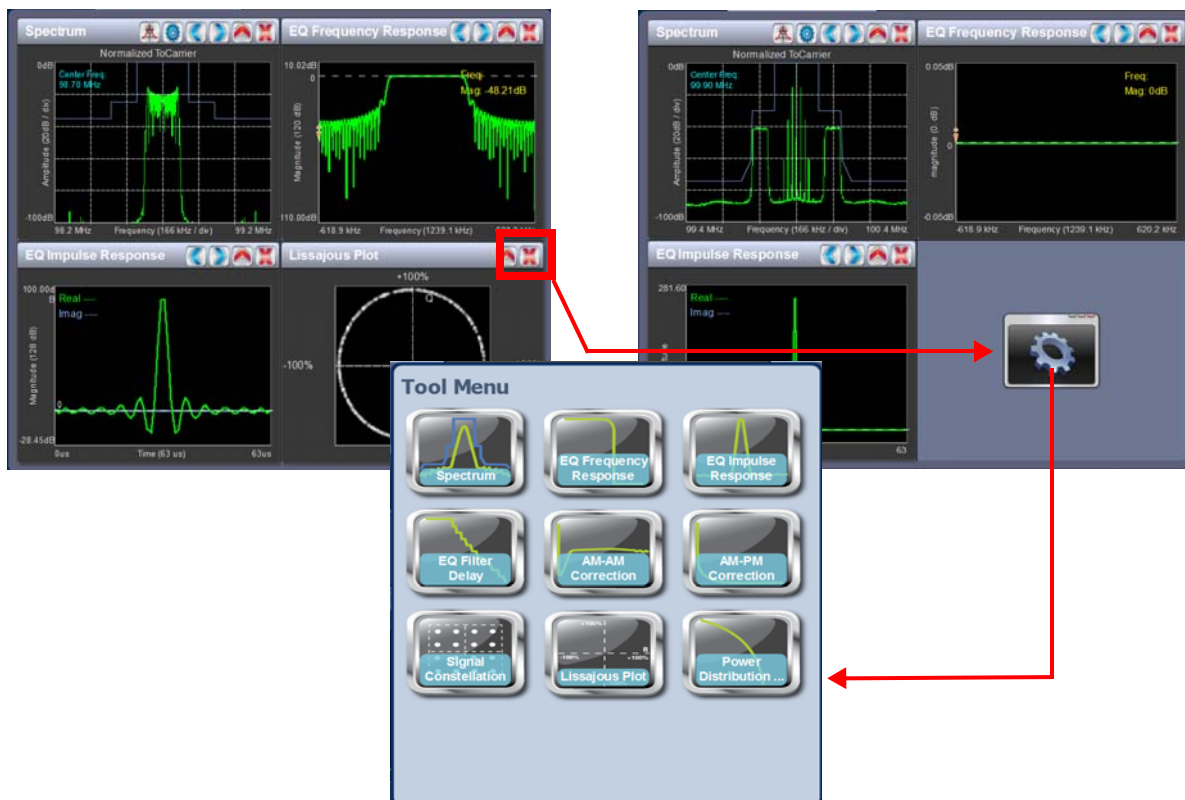 Spectrum
Normalized ToCarrier
0dB
Center Freq:
98.70 MHz
Amplitude (20dB / div)
-100dB
98.2 MHz Frequency (166 kHz / div) 99.2 MHz
EQ Frequency Response
10.02dB
0
Freq:
Mag: -48.21dB
Magnitude (120 dB)
110.00dB
-618.9 kHz Frequency (1239.1 kHz)
EQ Impulse Response
100.00d
B
Real ----
Imag ----
Magnitude (128 dB)
0
-28.45dB
0us Time (63 us) 63us
Lissajous Plot
+100%
Q
-100%
Spectrum
Normalized ToCarrier
0dB
Center Freq:
99.90 MHz
Amplitude (20dB / div)
-100dB
99.4 MHz Frequency (166 kHz / div) 100.4 MHz
EQ Frequency Response
0.05dB
Freq:
Mag: 0dB
magnitude (0. dB)
0
-0.05dB
-618.9 kHz Frequency (1239.1 kHz) 620.2 kHz
EQ Impulse Response
281.60
Real ----
Imag ----
63
Tool Menu
Spectrum
EQ Frequency
Response
EQ Impulse
Response
EQ Filter
Delay
AM-AM
Correction
AM-PM
Correction
Signal
Constellation
+100%
-100%
+100%
Lissajous Plot
Power
Distribution ...